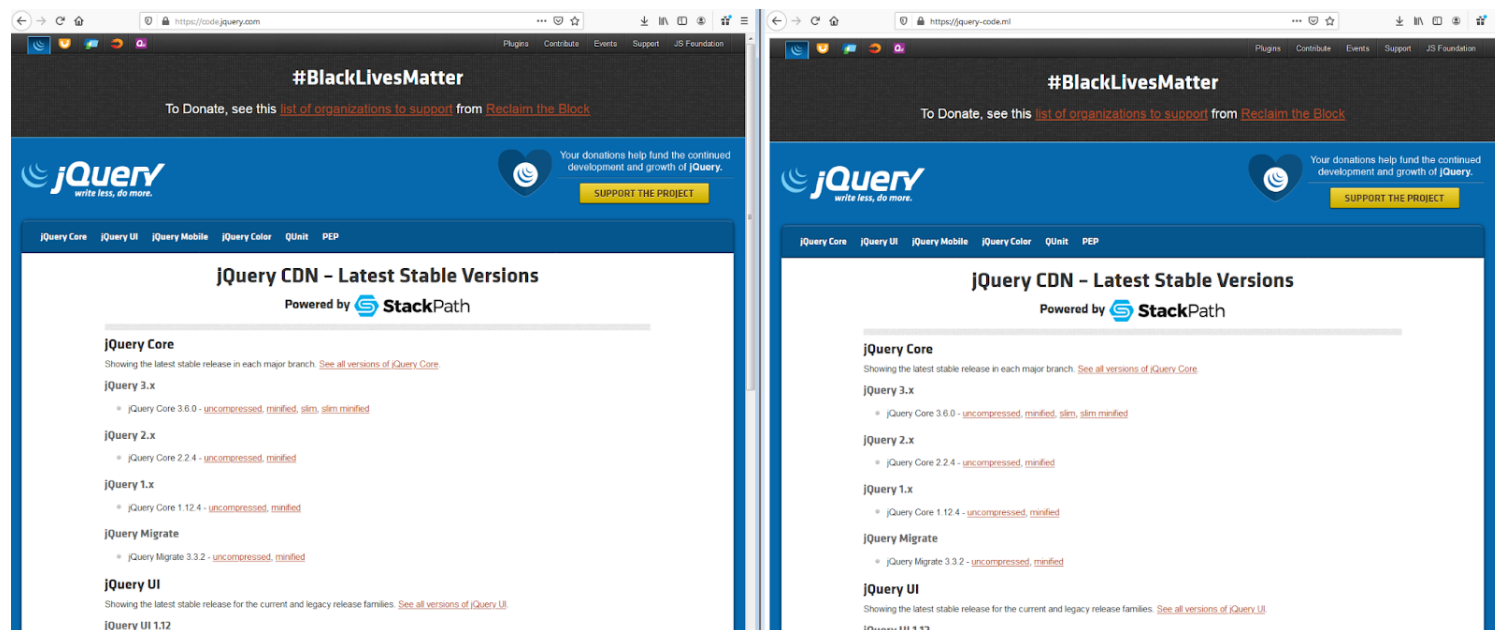 https://code.jquery.com
Plugins Contribute Events Support JS Foundation
#BlackLivesMatter
To Donate, see this list of organizations to support from Reclaim the Block
jQuery
write less, do more.
Your donations help fund the continued
development and growth of jQuery.
SUPPORT THE PROJECT
jQuery Core jQuery UI jQuery Mobile jQuery Color QUnit PEP
jQuery CDN – Latest Stable Versions
Powered by StackPath
jQuery Core
Showing the latest stable release in each major branch. See all versions of jQuery Core.
jQuery 3.x
jQuery Core 3.6.0 - uncompressed, minified, slim, slim minified
jQuery 2.x
jQuery Core 2.2.4 - uncompressed, minified
jQuery 1.x
jQuery Core 1.12.4 - uncompressed, minified
jQuery Migrate
jQuery Migrate 3.3.2 - uncompressed, minified
jQuery UI
Showing the latest stable release for the current and legacy release families. See all versions of jQuery UI.
jQuery UI 1.12
https://jquery-code.ml
Plugins Contribute Events Support JS Foundation
#BlackLivesMatter
To Donate, see this list of organizations to support from Reclaim the Block
jQuery
write less, do more.
Your donations help fund the continued
development and growth of jQuery.
SUPPORT THE PROJECT
jQuery Core jQuery UI jQuery Mobile jQuery Color QUnit PEP
jQuery CDN – Latest Stable Versions
Powered by StackPath
jQuery Core
Showing the latest stable release in each major branch. See all versions of jQuery Core.
jQuery 3.x
jQuery Core 3.6.0 - uncompressed, minified, slim, slim minified
jQuery 2.x
jQuery Core 2.2.4 - uncompressed, minified
jQuery 1.x
jQuery Core 1.12.4 - uncompressed, minified
jQuery Migrate
jQuery Migrate 3.3.2 - uncompressed, minified
jQuery UI
Showing the latest stable release for the current and legacy release families. See all versions of jQuery UI.
jQuery UI 1.12